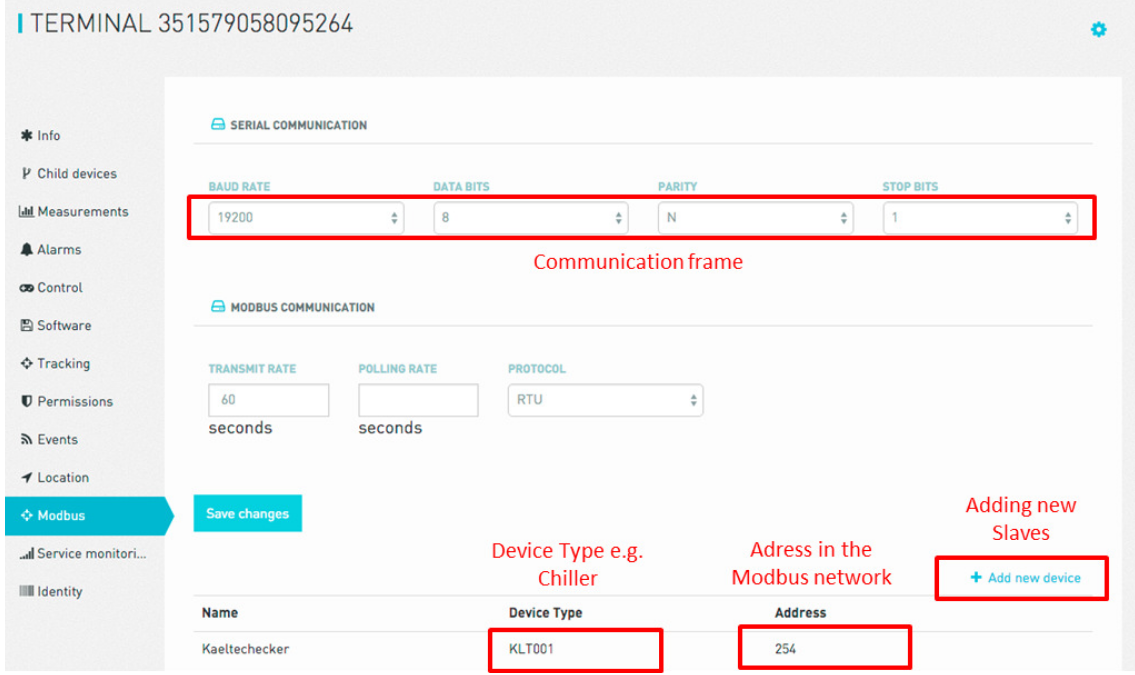 TERMINAL 351579058095264
Info
Child devices
Measurements
Alarms
Control
Software
Tracking
Permissions
Events
Location
Modbus
Service monitori...
Identity
SERIAL COMMUNICATION
BAUD RATE DATA BITS PARITY STOP BITS
19200 8 N 1
Communication frame
MODBUS COMMUNICATION
TRANSMIT RATE POLLING RATE PROTOCOL
60 RTU
seconds seconds
Save changes
Device Type e.g.
Chiller
Adress in the
Modbus network
Adding new
Slaves
+ Add new device
Name Device Type Address
Kaeltechecker KLT001 254